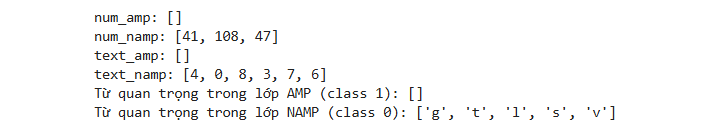 num_amp: []
num_namp: [41, 108, 47]
text_amp: []
text_namp: [4, 0, 8, 3, 7, 6]
Từ quan trọng trong lớp AMP (class 1): []
Từ quan trọng trong lớp NAMP (class 0): ['g', 't', 'l', 's', 'v']